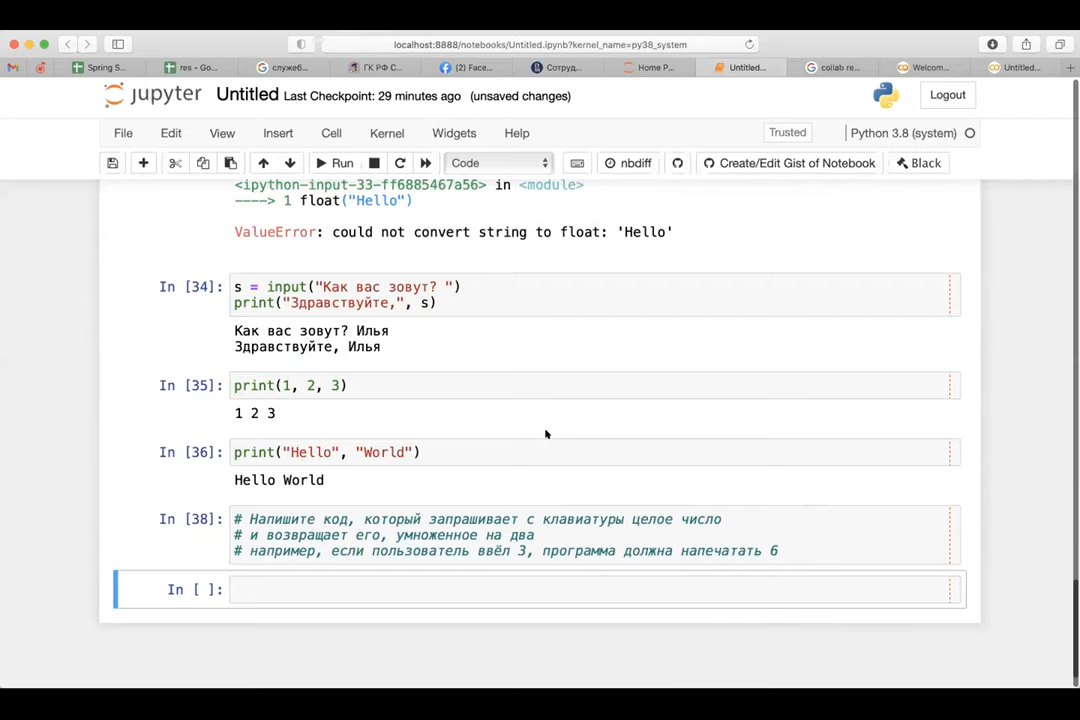 localhost:8888/notebooks/Untitled.ipynb?kernel_name=py38_system
Spring S...
res - Go...
служеб...
ГК РФ С...
(2) Face...
Сотруд...
Home P...
Untitled...
collab re...
Welcom...
Untitled...
jupyter Untitled Last Checkpoint: 29 minutes ago (unsaved changes)
Logout
File Edit View Insert Cell Kernel Widgets Help
Trusted
Python 3.8 (system)
Run
Code
nbdiff
Create/Edit Gist of Notebook
Black
<ipython-input-33-ff6885467a56> in <module>
----> 1 float("Hello")
ValueError: could not convert string to float: 'Hello'
In [34]: s = input("Как вас зовут? ")
print("Здравствуйте,", s)
Как вас зовут? Илья
Здравствуйте, Илья
In [35]: print(1, 2, 3)
1 2 3
In [36]: print("Hello", "World")
Hello World
In [38]: # Напишите код, который запрашивает с клавиатуры целое число
# и возвращает его, умноженное на два
# например, если пользователь ввёл 3, программа должна напечатать 6
In [ ]: